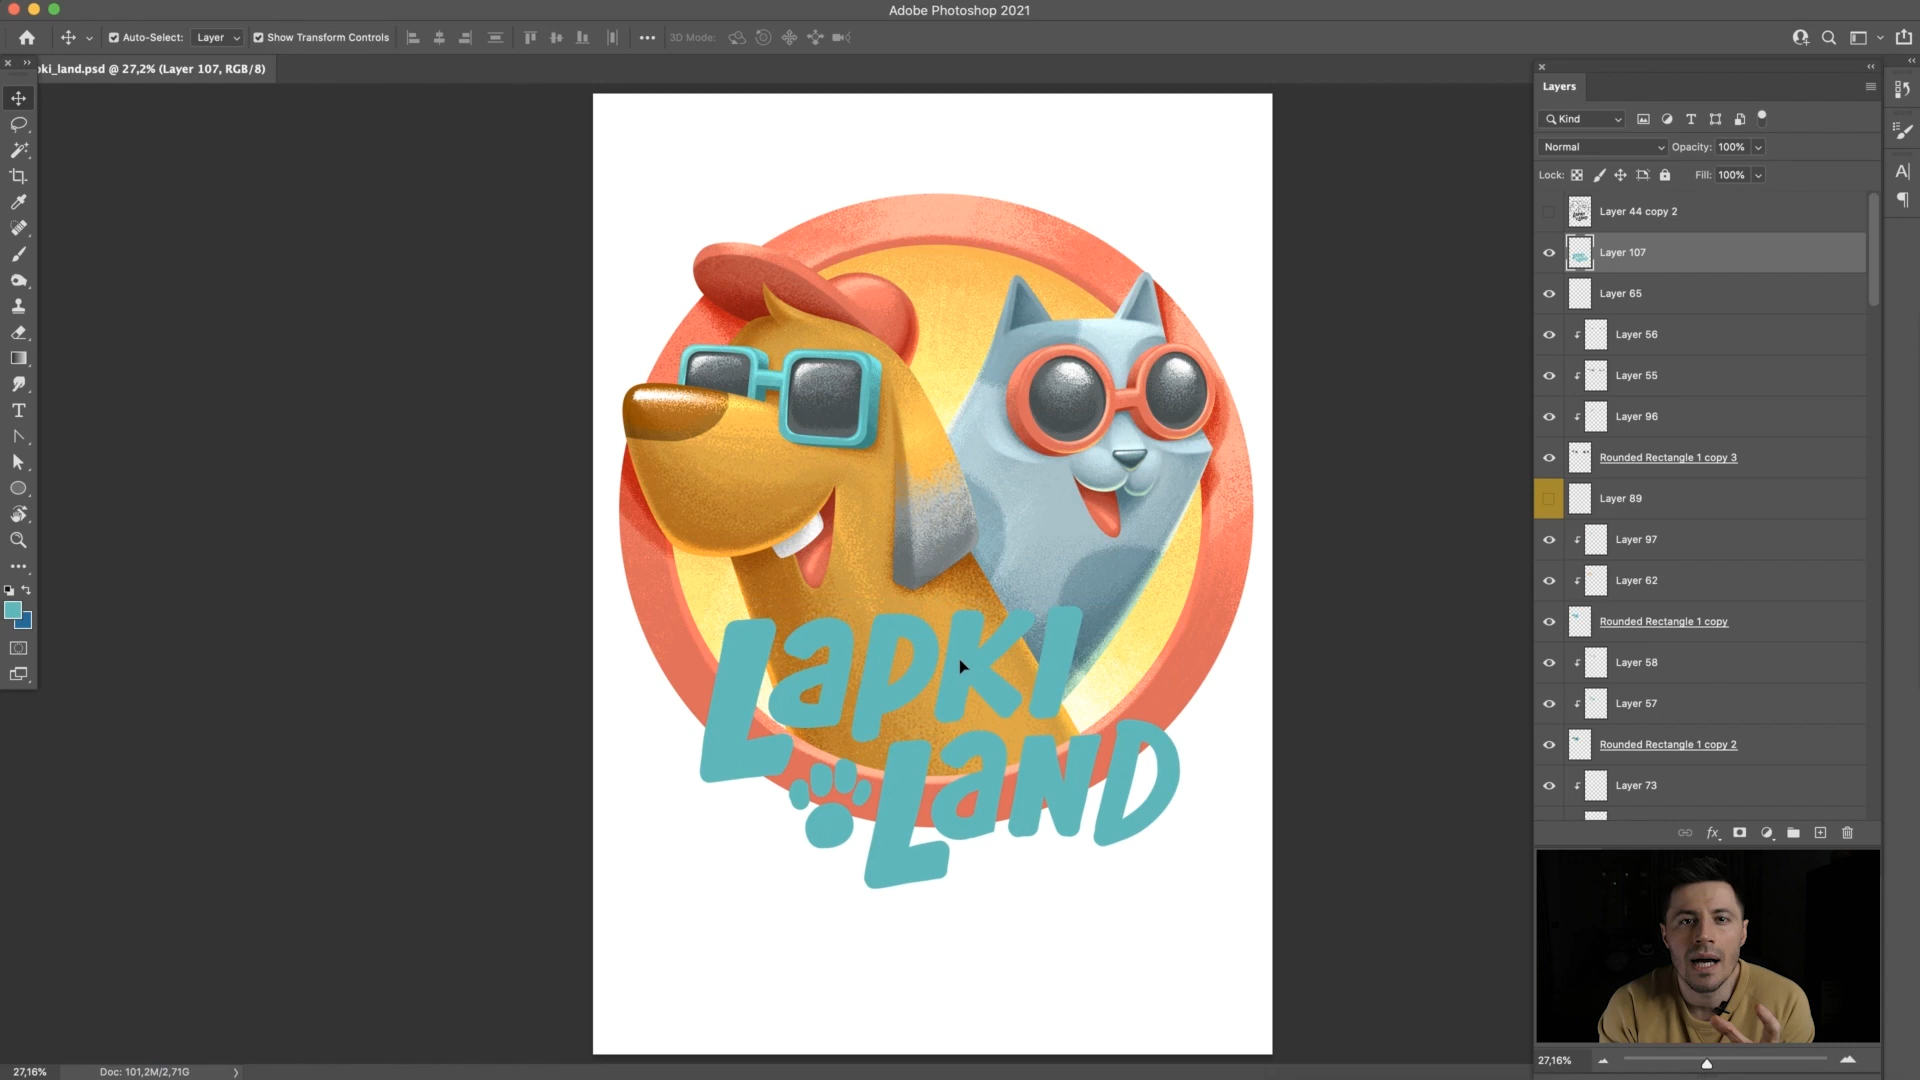 Adobe Photoshop 2021
Auto-Select: Layer Show Transform Controls 3D Mode:
ki_land.psd @ 27,2% (Layer 107, RGB/8)
Layers
Kind
Normal Opacity: 100%
Lock: Fill: 100%
Layer 44 copy 2
Layer 107
Layer 65
Layer 56
Layer 55
Layer 96
Rounded Rectangle 1 copy 3
Layer 89
Layer 97
Layer 62
Rounded Rectangle 1 copy
Layer 58
Layer 57
Rounded Rectangle 1 copy 2
Layer 73
fx
LaPKI
LaND
27,16%
27,16% Doc: 101,2M/2,71G